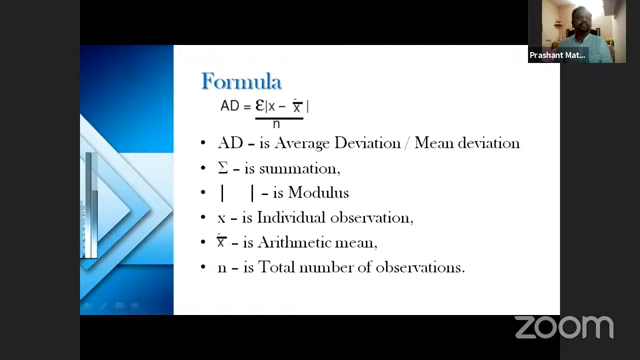 Formula
AD = Ɛ|x – x̄ |
n
• AD – is Average Deviation / Mean deviation
• Σ – is summation,
• | | – is Modulus
• x – is Individual observation,
• x̄ – is Arithmetic mean,
• n – is Total number of observations.
Prashant Mat...
zoom